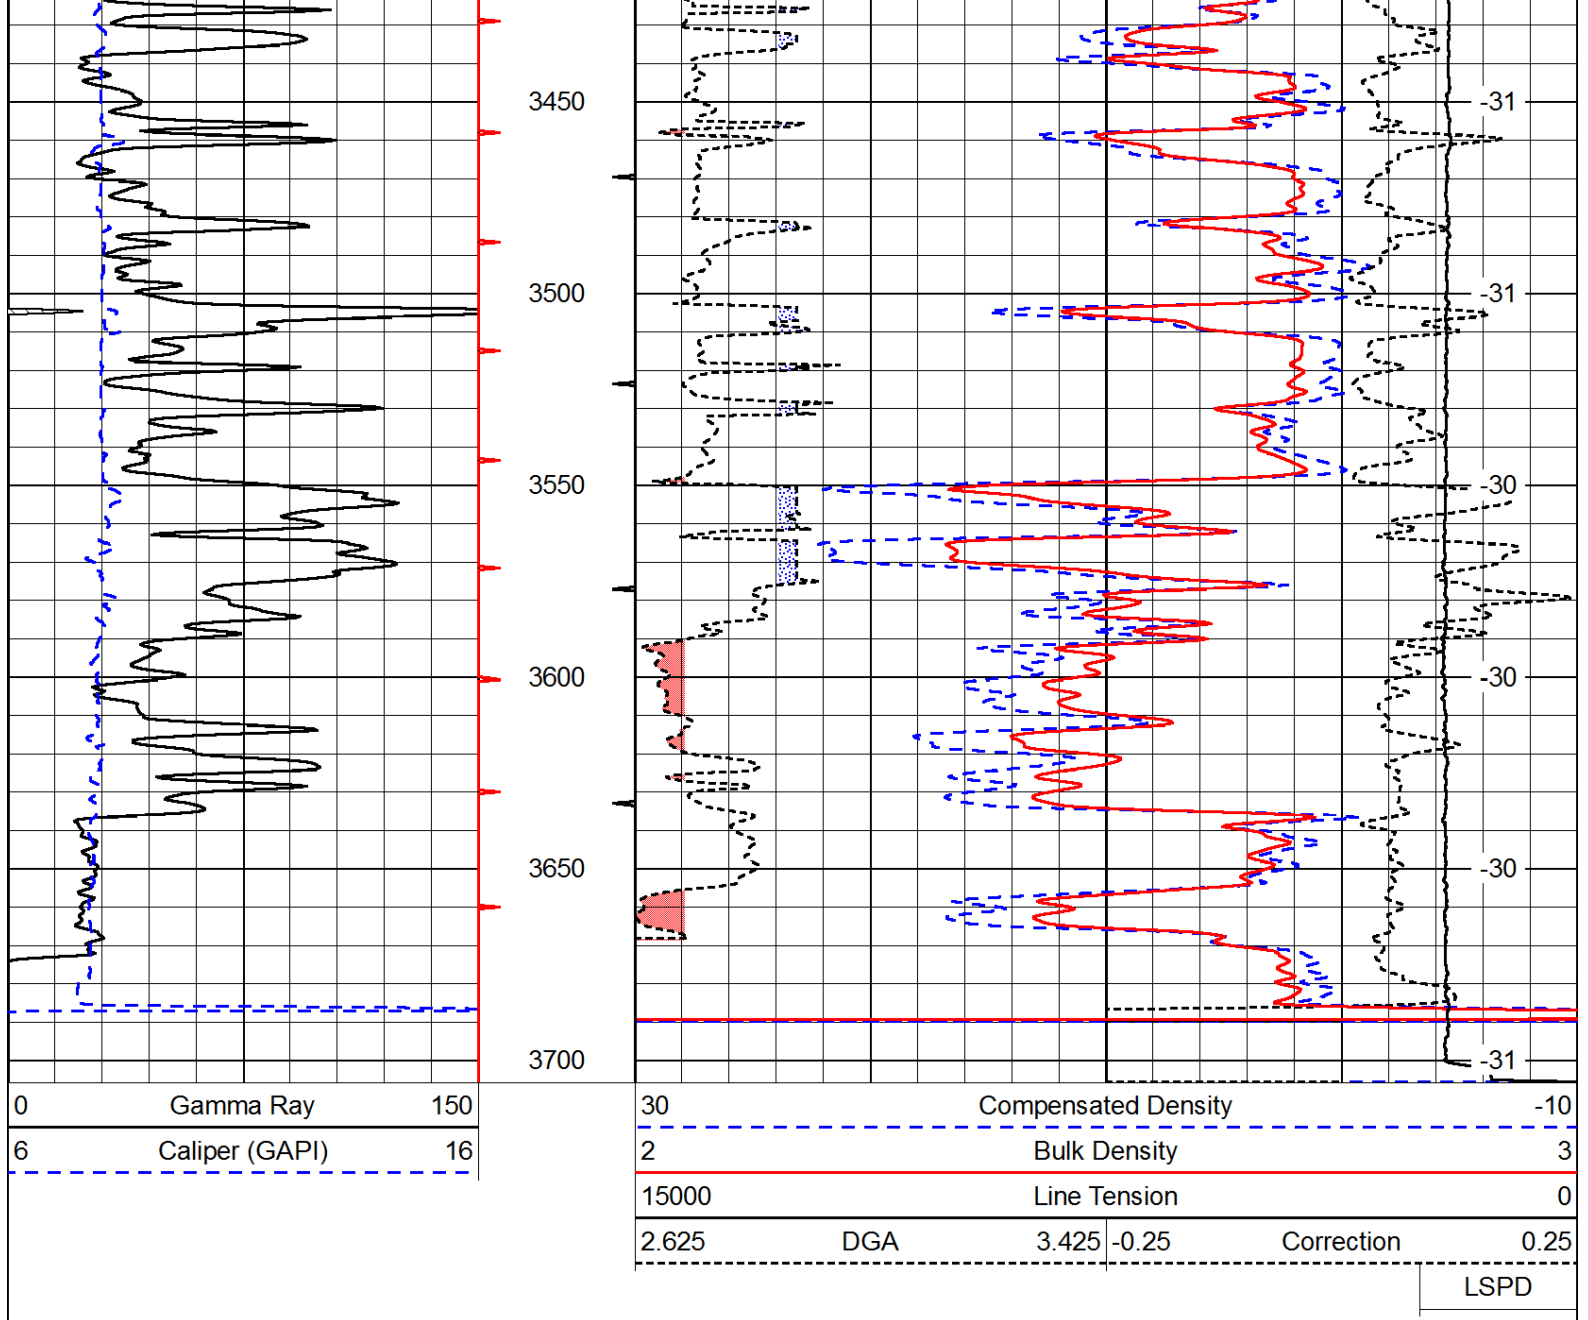 3450 -31
3500 -31
3550 -30
3600 -30
3650 -30
3700 -31
0 Gamma Ray 150
6 Caliper (GAPI) 16
30 Compensated Density -10
2 Bulk Density 3
15000 Line Tension 0
2.625 DGA 3.425 -0.25 Correction 0.25
LSPD